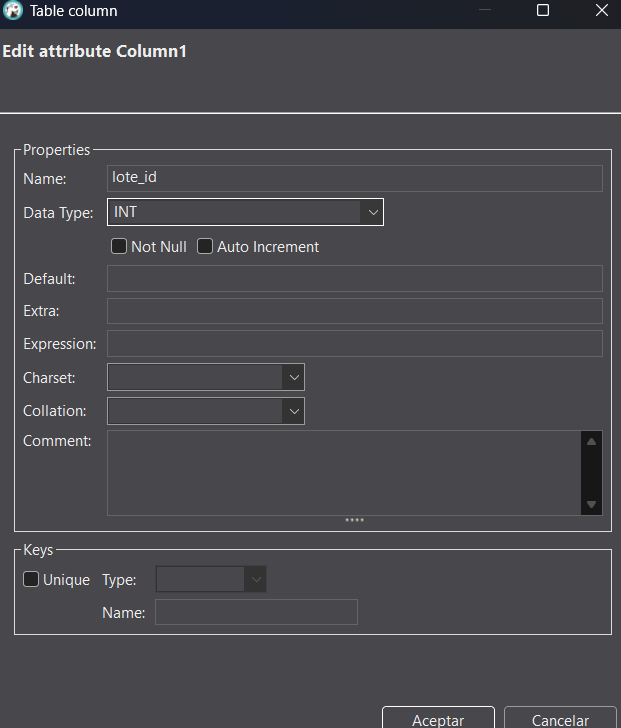 Table column
Edit attribute Column1
Properties
Name: lote_id
Data Type: INT
Not Null Auto Increment
Default:
Extra:
Expression:
Charset:
Collation:
Comment:
Keys
Unique Type:
Name:
Aceptar Cancelar